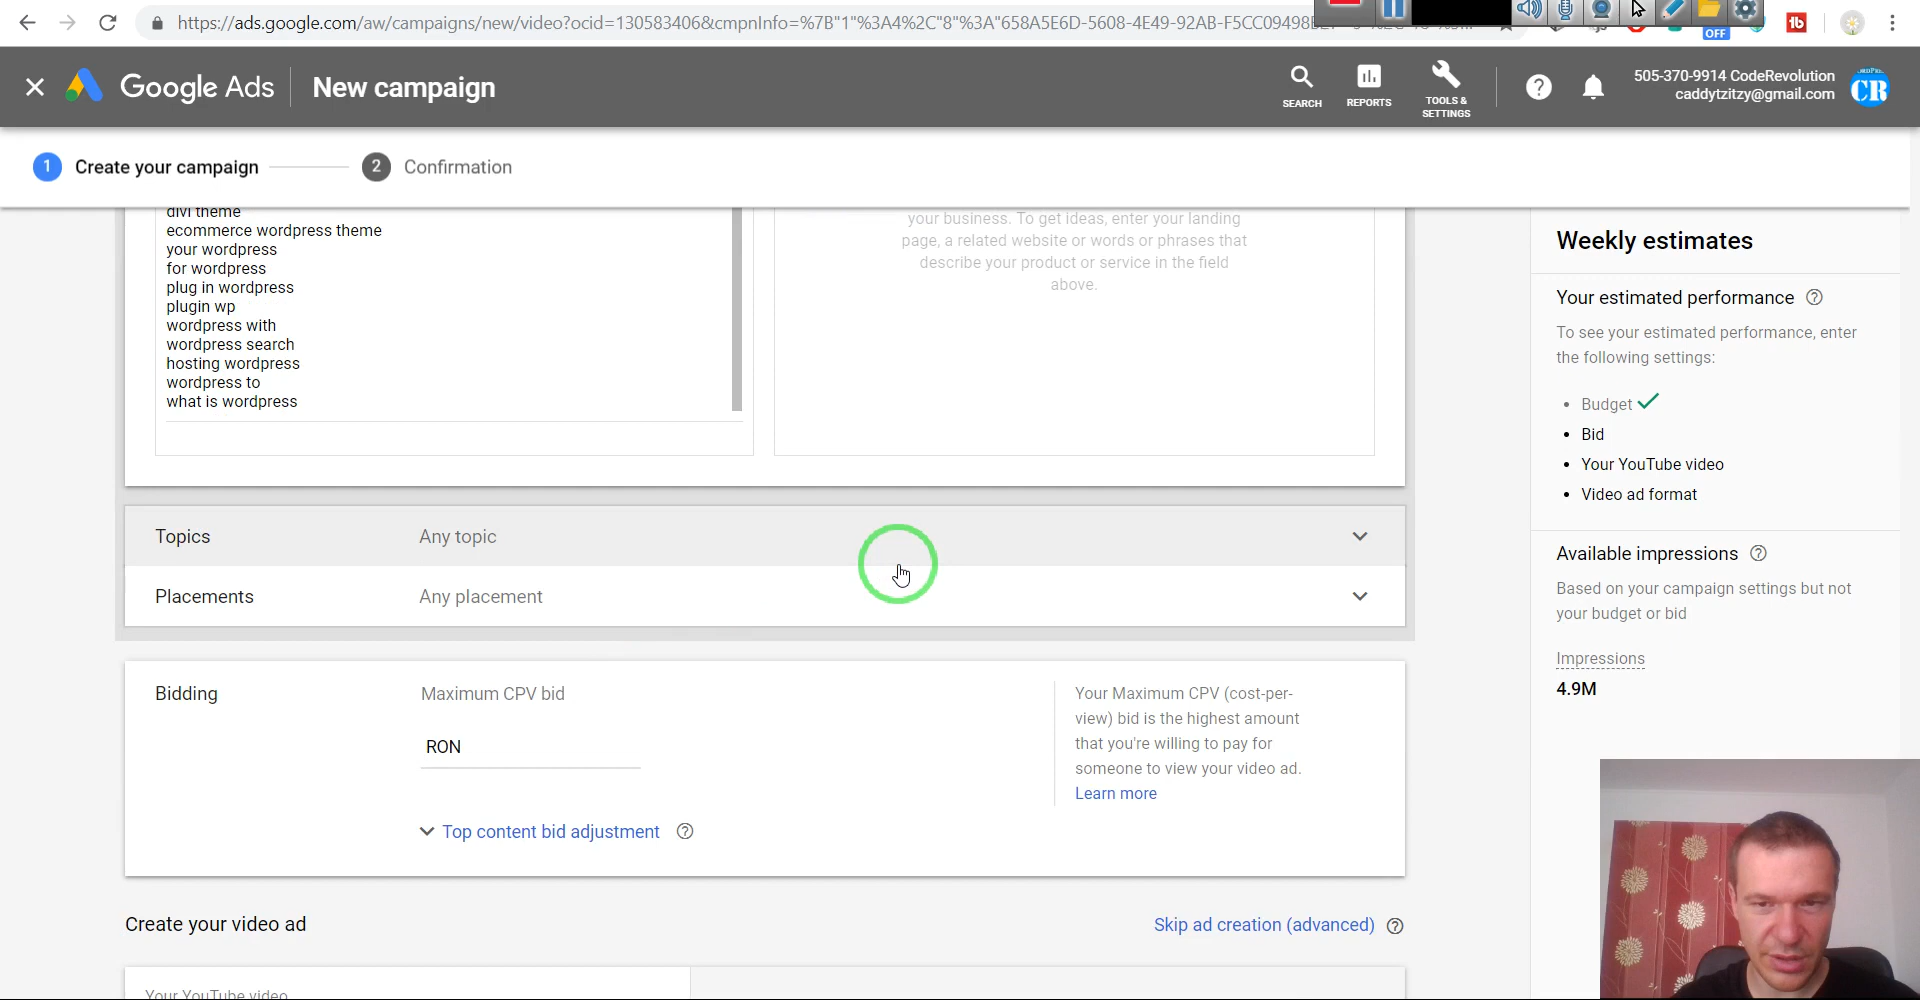 https://ads.google.com/aw/campaigns/new/video?ocid=130583406&cmpnInfo=%7B"1"%3A4%2C"8"%3A"658A5E6D-5608-4E49-92AB-F5CC09498
OFF
Google Ads
New campaign
SEARCH
REPORTS
TOOLS &
SETTINGS
505-370-9914 CodeRevolution
caddytzitzy@gmail.com
CR
1 Create your campaign
2 Confirmation
divi theme
ecommerce wordpress theme
your wordpress
for wordpress
plug in wordpress
plugin wp
wordpress with
wordpress search
hosting wordpress
wordpress to
what is wordpress
your business. To get ideas, enter your landing
page, a related website or words or phrases that
describe your product or service in the field
above.
Topics
Any topic
Placements
Any placement
Bidding
Maximum CPV bid
RON
Your Maximum CPV (cost-per-
view) bid is the highest amount
that you're willing to pay for
someone to view your video ad.
Learn more
Top content bid adjustment
Create your video ad
Skip ad creation (advanced)
Your YouTube video
Weekly estimates
Your estimated performance
To see your estimated performance, enter
the following settings:
• Budget
• Bid
• Your YouTube video
• Video ad format
Available impressions
Based on your campaign settings but not
your budget or bid
Impressions
4.9M